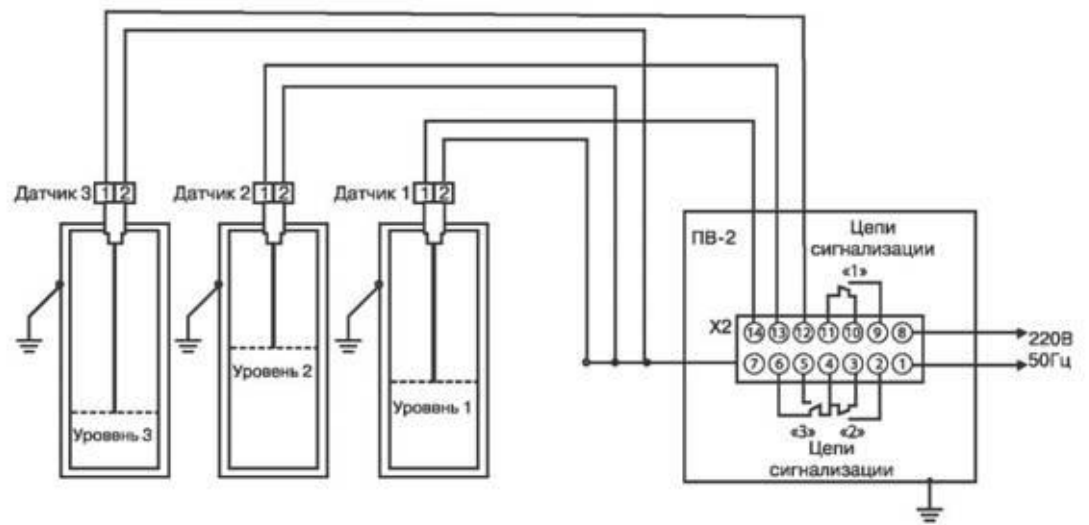 Датчик 3 1 2
Датчик 2 1 2
Датчик 1 1 2
Уровень 3
Уровень 2
Уровень 1
ПВ-2
Цепи
сигнализации
«1»
X2
14 13 12 11 10 9 8
7 6 5 4 3 2 1
220В
50Гц
«3» «2»
Цепи
сигнализации